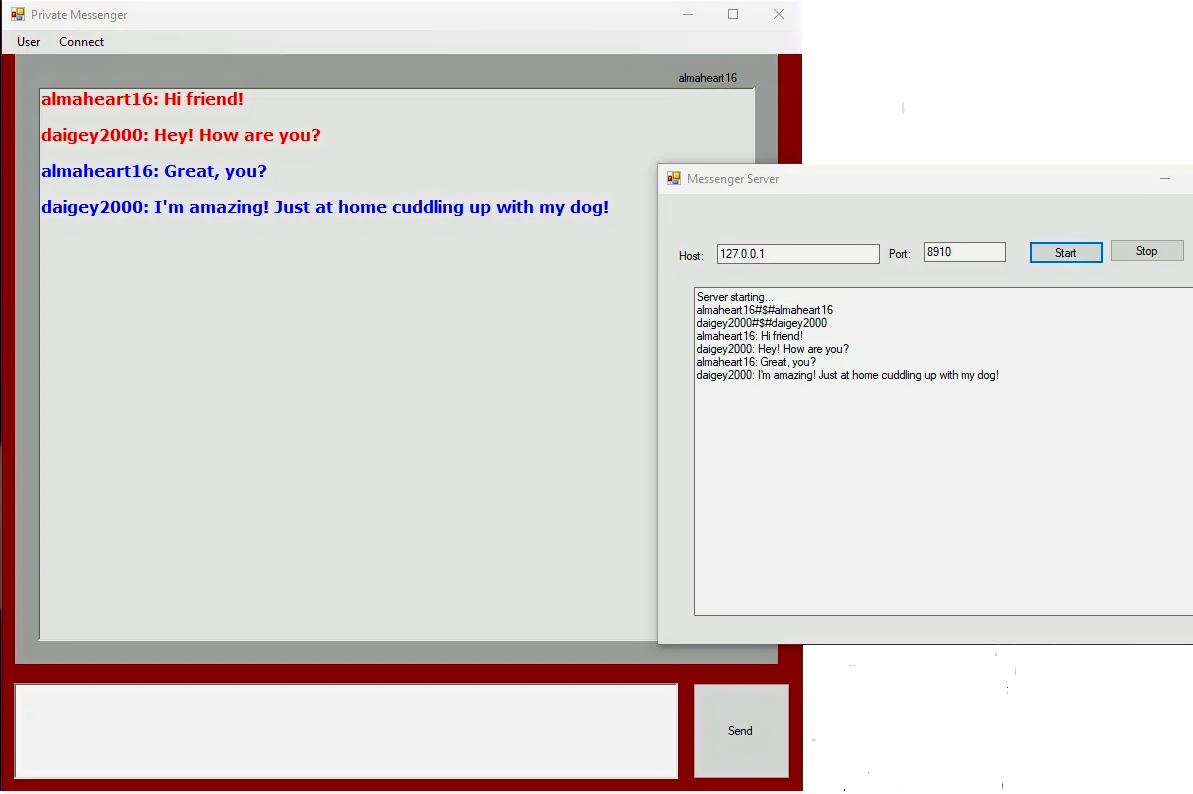 Private Messenger
User Connect
almaheart16
almaheart16: Hi friend!
daigey2000: Hey! How are you?
almaheart16: Great, you?
daigey2000: I'm amazing! Just at home cuddling up with my dog!
Send
Messenger Server
Host: 127.0.0.1 Port: 8910 Start Stop
Server starting...
almaheart16#$#almaheart16
daigey2000#$#daigey2000
almaheart16: Hi friend!
daigey2000: Hey! How are you?
almaheart16: Great, you?
daigey2000: I'm amazing! Just at home cuddling up with my dog!